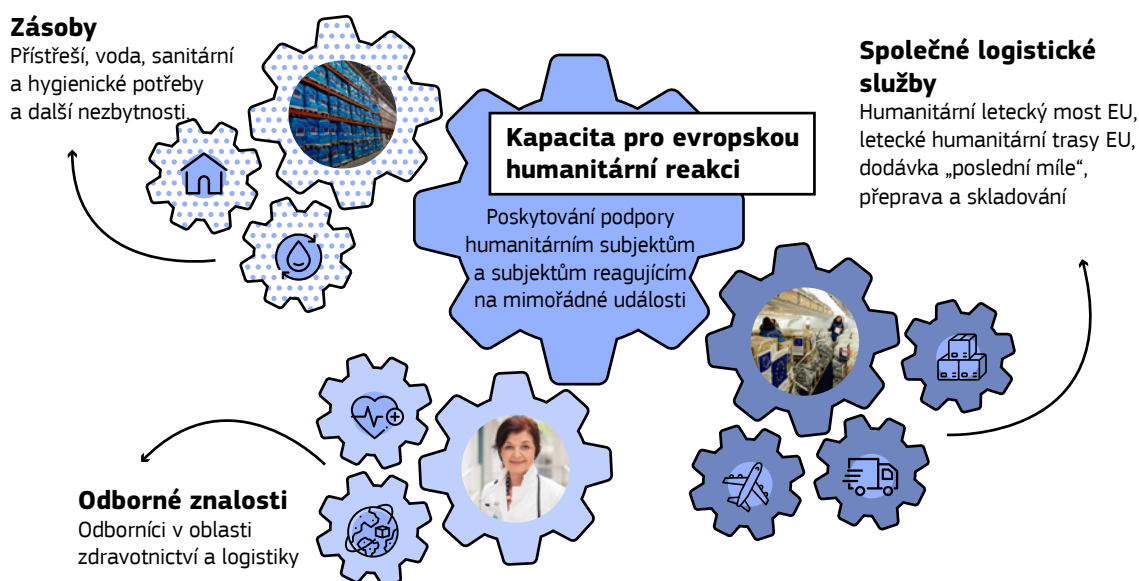 Zásoby
Přístřeší, voda, sanitární
a hygienické potřeby
a další nezbytnosti.
Kapacita pro evropskou
humanitární reakci
Poskytování podpory
humanitárním subjektům
a subjektům reagujícím
na mimořádné události
Společné logistické
služby
Humanitární letecký most EU,
letecké humanitární trasy EU,
dodávka „poslední míle“,
přeprava a skladování
Odborné znalosti
Odborníci v oblasti
zdravotnictví a logistiky